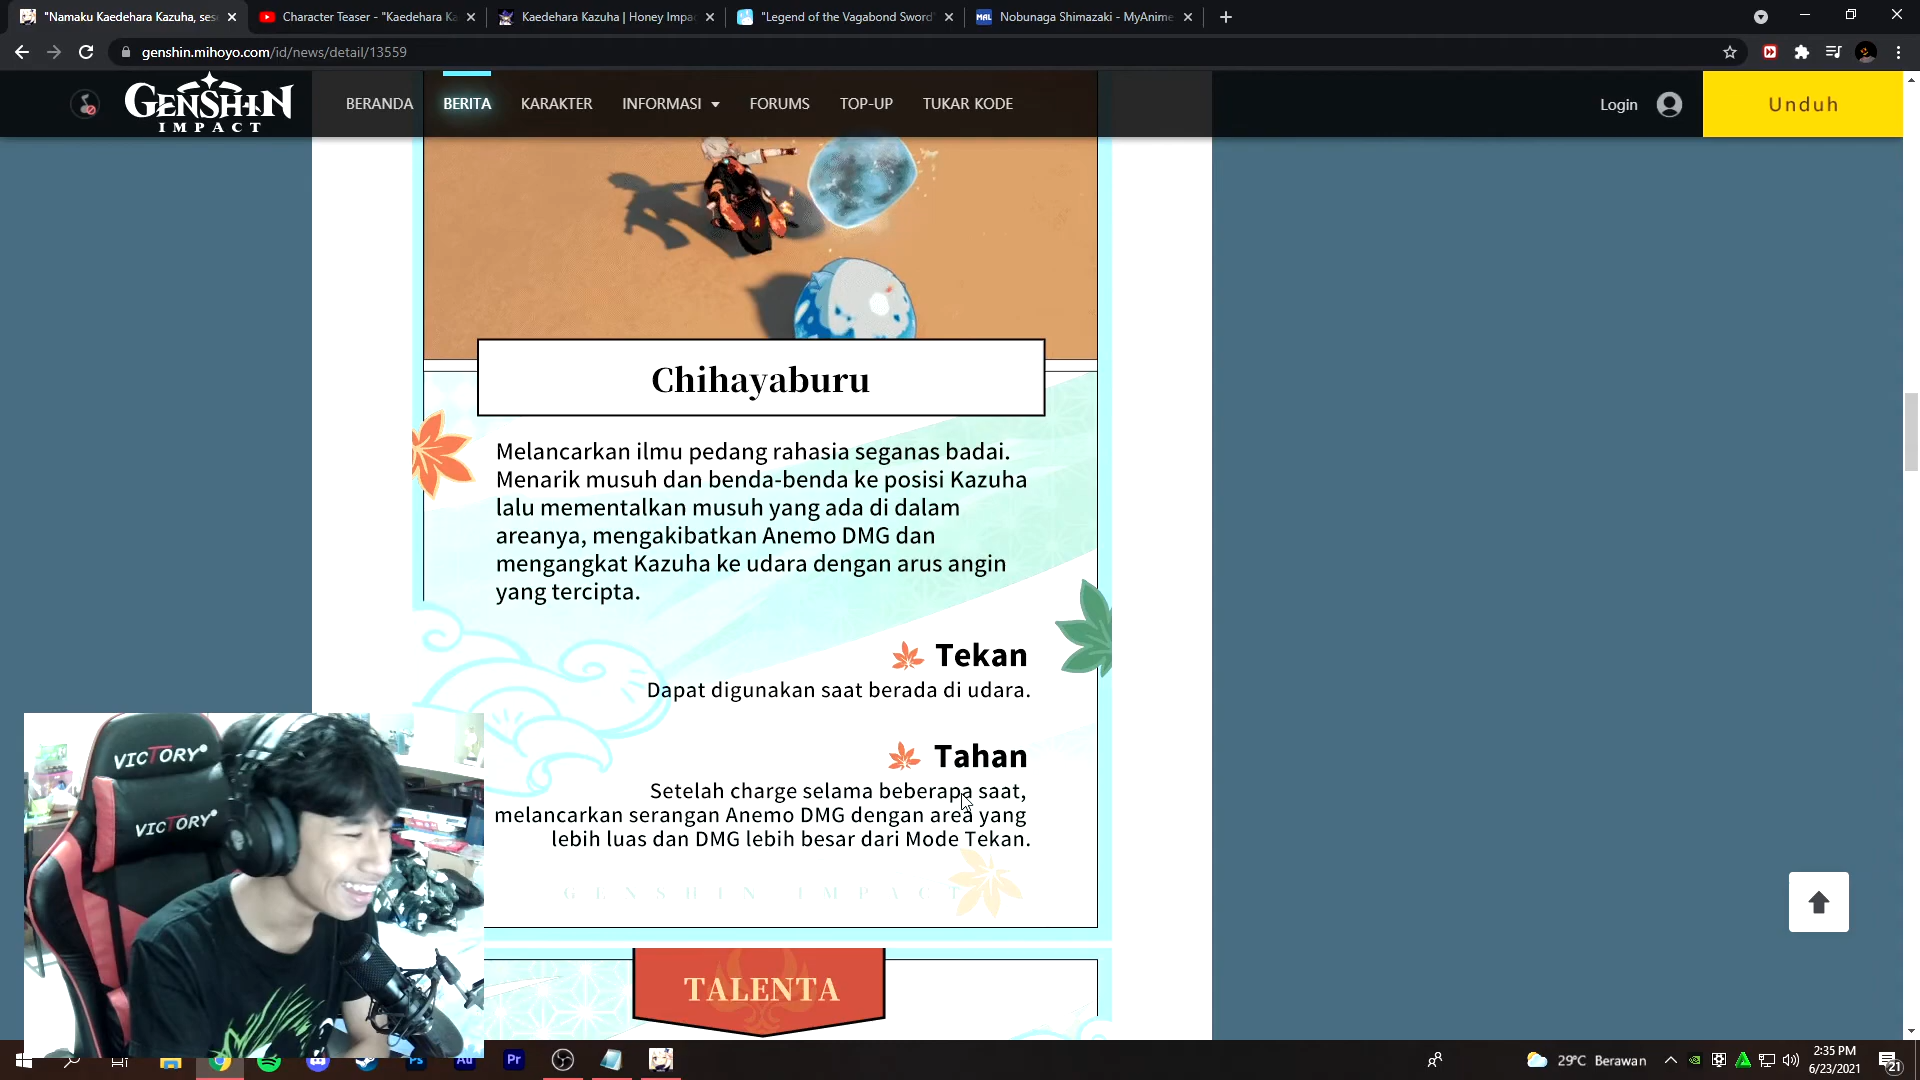 "Namaku Kaedehara Kazuha, ses
Character Teaser - "Kaedehara Ka
Kaedehara Kazuha | Honey Impa
"Legend of the Vagabond Sword"
MAL
Nobunaga Shimazaki - MyAnime
genshin.mihoyo.com/id/news/detail/13559
GENSHIN
IMPACT
BERANDA
BERITA
KARAKTER
INFORMASI
FORUMS
TOP-UP
TUKAR KODE
Login
Unduh
Chihayaburu
Melancarkan ilmu pedang rahasia seganas badai.
Menarik musuh dan benda-benda ke posisi Kazuha
lalu mementalkan musuh yang ada di dalam
areanya, mengakibatkan Anemo DMG dan
mengangkat Kazuha ke udara dengan arus angin
yang tercipta.
Tekan
Dapat digunakan saat berada di udara.
Tahan
Setelah charge selama beberapa saat,
melancarkan serangan Anemo DMG dengan area yang
lebih luas dan DMG lebih besar dari Mode Tekan.
GENSHIN IMPACT
TALENTA
VICTORY
VICTORY
Ps
Au
Pr
29°C Berawan
2:35 PM
6/23/2021
21